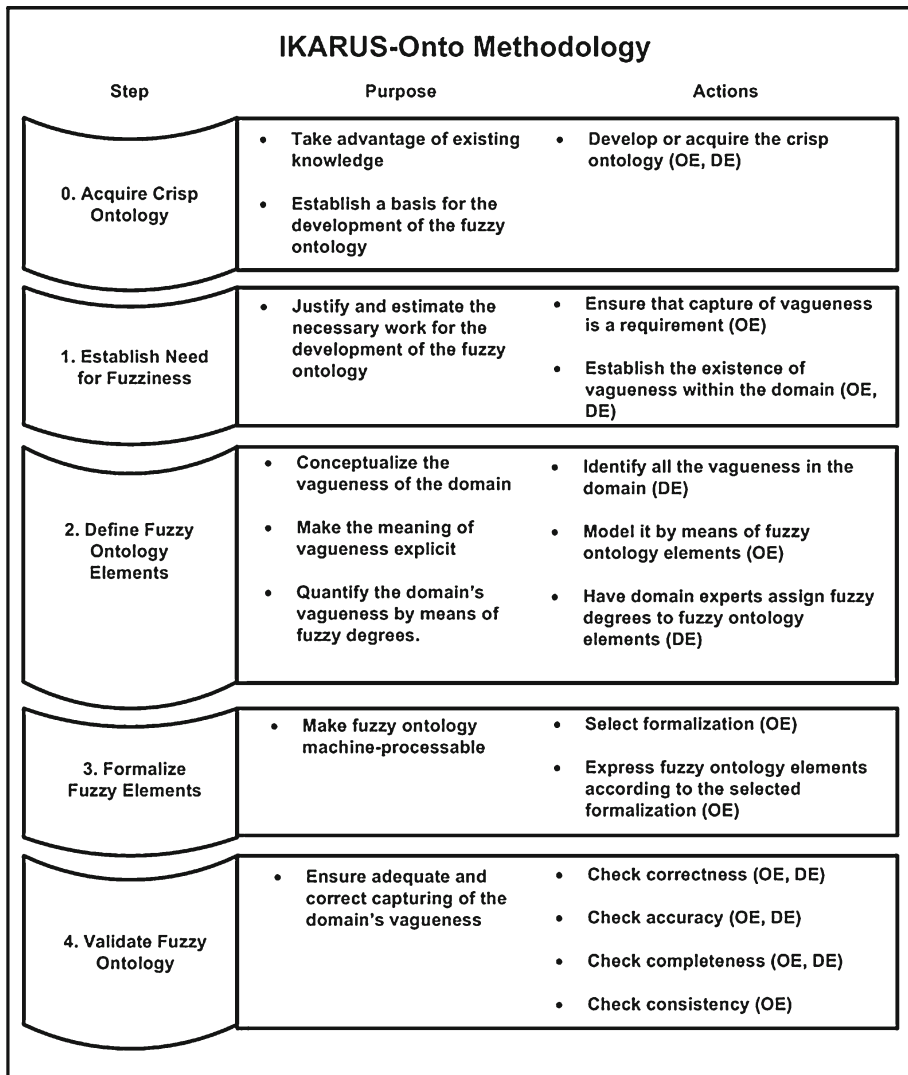 IKARUS-Onto Methodology
Step
Purpose
Actions
0. Acquire Crisp
Ontology
• Take advantage of existing
knowledge
• Establish a basis for the
development of the fuzzy
ontology
• Develop or acquire the crisp
ontology (OE, DE)
1. Establish Need
for Fuzziness
• Justify and estimate the
necessary work for the
development of the fuzzy
ontology
• Ensure that capture of vagueness
is a requirement (OE)
• Establish the existence of
vagueness within the domain (OE,
DE)
2. Define Fuzzy
Ontology
Elements
• Conceptualize the
vagueness of the domain
• Make the meaning of
vagueness explicit
• Quantify the domain's
vagueness by means of
fuzzy degrees.
• Identify all the vagueness in the
domain (DE)
• Model it by means of fuzzy
ontology elements (OE)
• Have domain experts assign fuzzy
degrees to fuzzy ontology
elements (DE)
3. Formalize
Fuzzy Elements
• Make fuzzy ontology
machine-processable
• Select formalization (OE)
• Express fuzzy ontology elements
according to the selected
formalization (OE)
4. Validate Fuzzy
Ontology
• Ensure adequate and
correct capturing of the
domain's vagueness
• Check correctness (OE, DE)
• Check accuracy (OE, DE)
• Check completeness (OE, DE)
• Check consistency (OE)